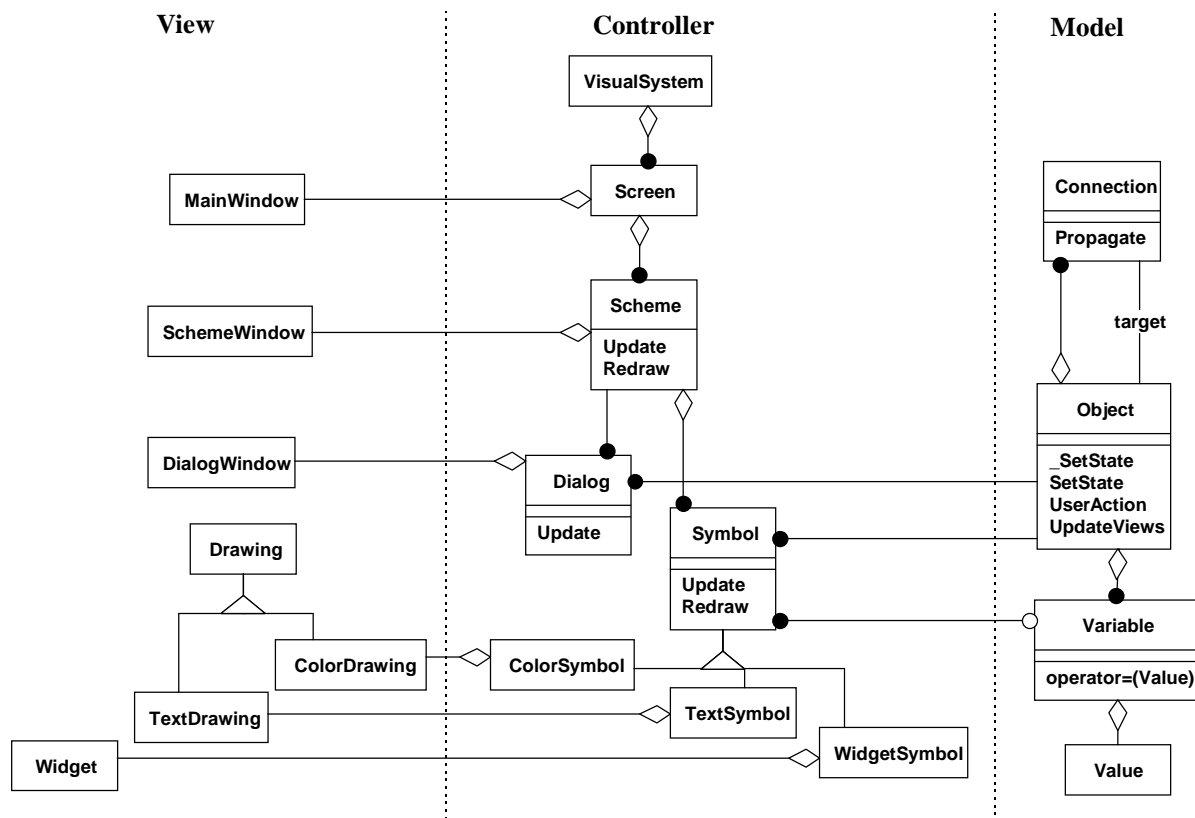 View
Controller
Model
VisualSystem
MainWindow
Screen
Connection
Propagate
SchemeWindow
Scheme
Update
Redraw
target
DialogWindow
Dialog
Update
Object
_SetState
SetState
UserAction
UpdateViews
Drawing
Symbol
Update
Redraw
Variable
operator=(Value)
ColorDrawing
ColorSymbol
TextDrawing
TextSymbol
Widget
WidgetSymbol
Value